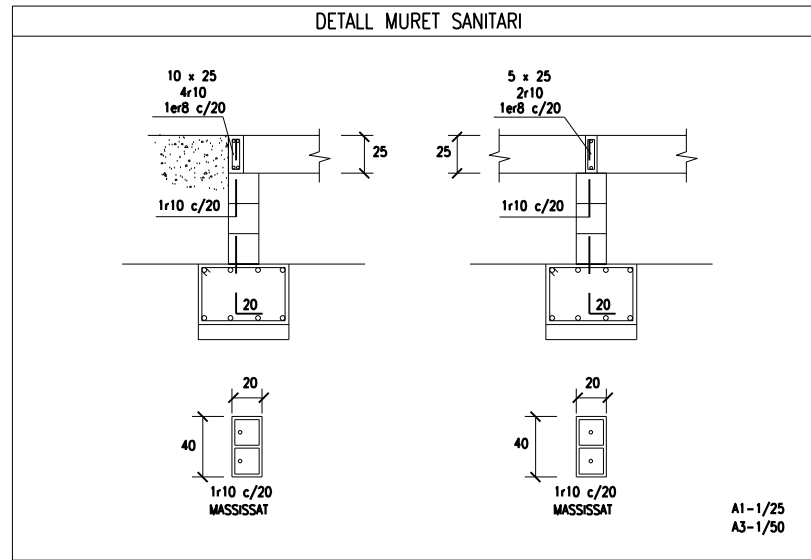 DETALL MURET SANITARI
10 x 25
4r10
1er8 c/20
25
1r10 c/20
20
20
40
1r10 c/20
MASSISSAT
5 x 25
2r10
1er8 c/20
25
1r10 c/20
20
20
40
1r10 c/20
MASSISSAT
A1-1/25
A3-1/50